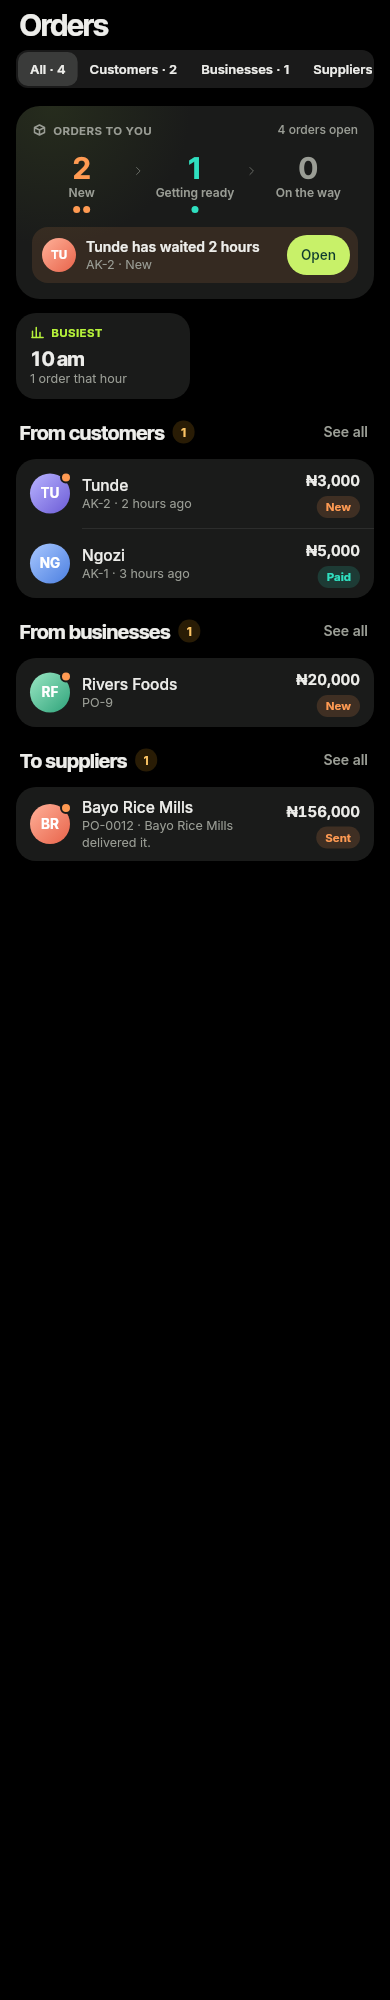 Orders
All · 4 Customers · 2 Businesses · 1 Suppliers
ORDERS TO YOU 4 orders open
2 1 0
New Getting ready On the way
TU Tunde has waited 2 hours Open
AK-2 · New
BUSIEST
10 am
1 order that hour
From customers 1 See all
TU Tunde ₦3,000
AK-2 · 2 hours ago New
NG Ngozi ₦5,000
AK-1 · 3 hours ago Paid
From businesses 1 See all
RF Rivers Foods ₦20,000
PO-9 New
To suppliers 1 See all
BR Bayo Rice Mills ₦156,000
PO-0012 · Bayo Rice Mills
delivered it. Sent